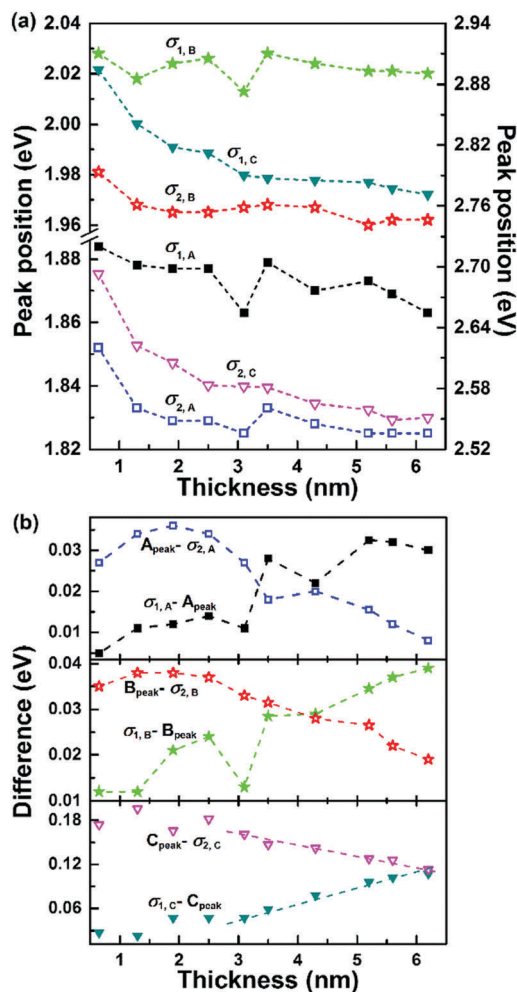 (a)
2.04
2.02
2.00
1.98
1.96
1.88
1.86
1.84
1.82
Peak position (eV)
2.94
2.88
2.82
2.76
2.70
2.64
2.58
2.52
Peak position (eV)
σ1, B
σ1, C
σ2, B
σ1, A
σ2, C
σ2, A
1 2 3 4 5 6
Thickness (nm)
(b)
Difference (eV)
0.03
0.02
0.01
Apeak- σ2, A
σ1, A- Apeak
0.04
0.03
0.02
0.01
Bpeak- σ2, B
σ1, B- Bpeak
0.18
0.12
0.06
Cpeak- σ2, C
σ1, C- Cpeak
1 2 3 4 5 6
Thickness (nm)